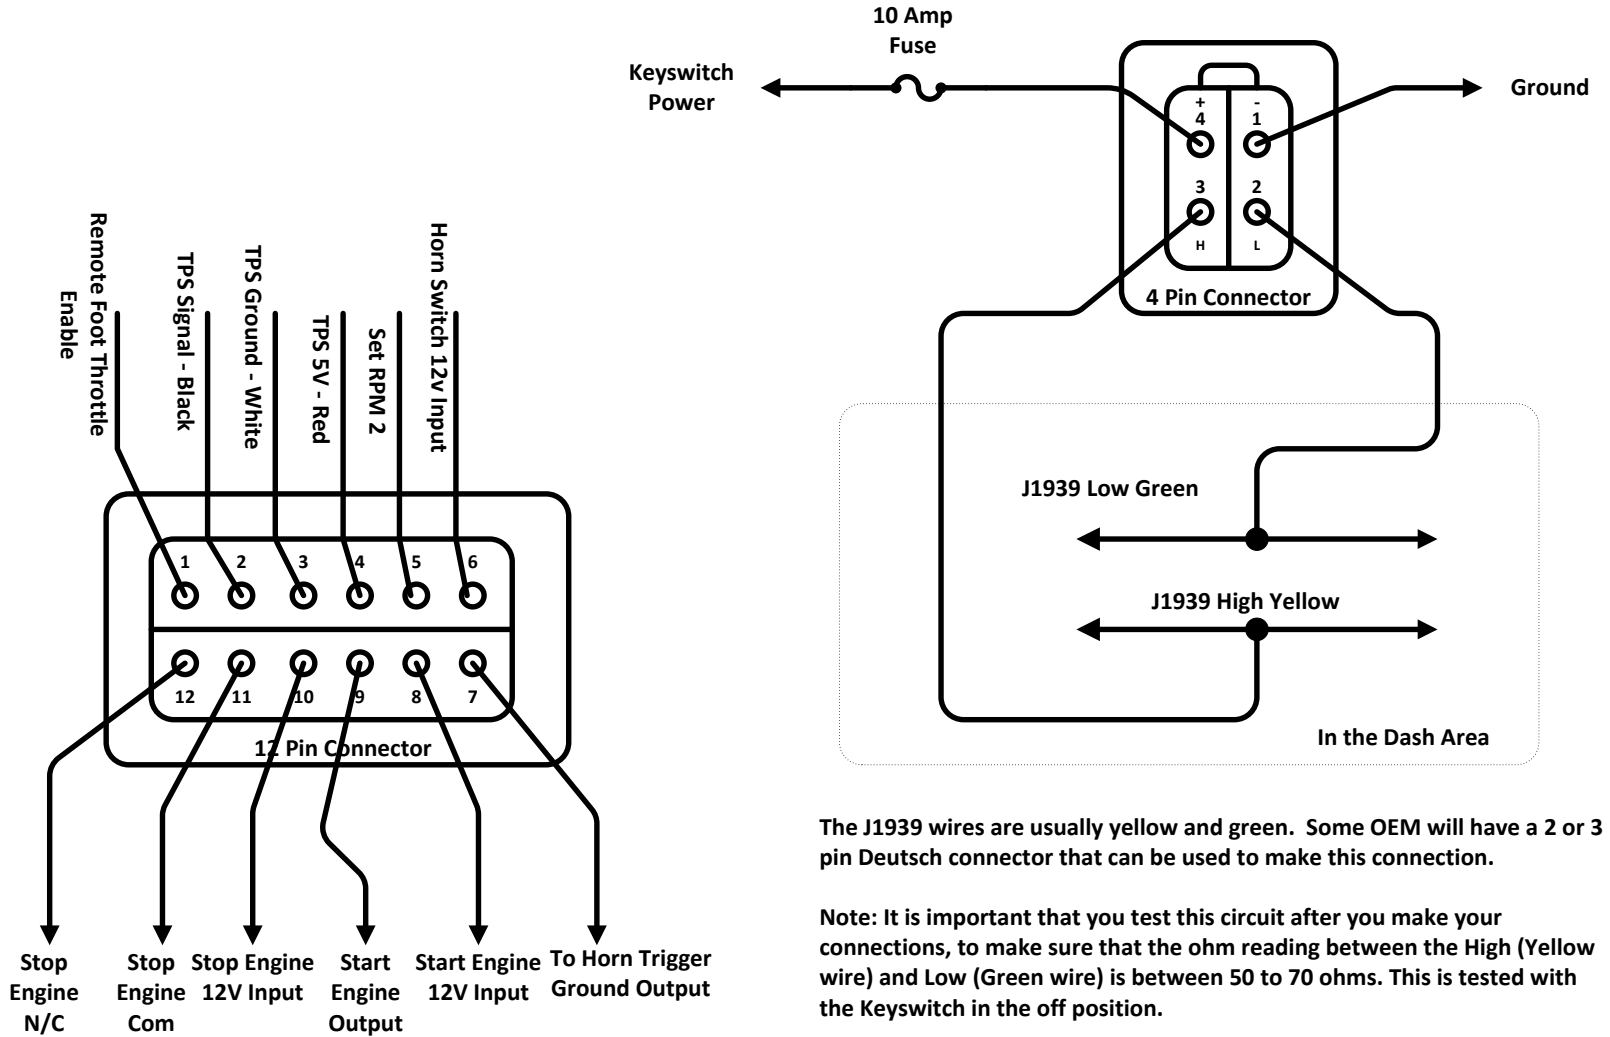 10 Amp
Fuse
Keyswitch
Power
Ground
+
4
-
1
3
2
H
L
4 Pin Connector
Remote Foot Throttle
Enable
TPS Signal - Black
TPS Ground - White
TPS 5V - Red
Set RPM 2
Horn Switch 12v Input
1
2
3
4
5
6
12
11
10
9
8
7
12 Pin Connector
Stop
Engine
N/C
Stop
Engine
Com
Stop Engine
12V Input
Start
Engine
Output
Start Engine
12V Input
To Horn Trigger
Ground Output
J1939 Low Green
J1939 High Yellow
In the Dash Area
The J1939 wires are usually yellow and green.  Some OEM will have a 2 or 3
pin Deutsch connector that can be used to make this connection.
Note: It is important that you test this circuit after you make your
connections, to make sure that the ohm reading between the High (Yellow
wire) and Low (Green wire) is between 50 to 70 ohms. This is tested with
the Keyswitch in the off position.